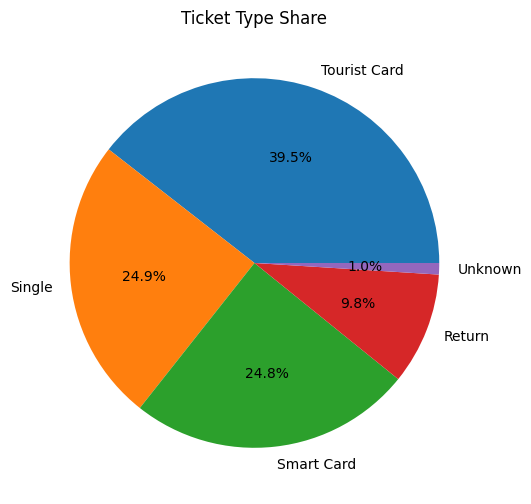 Ticket Type Share
Tourist Card
39.5%
Single
24.9%
24.8%
Smart Card
9.8%
Return
1.0%
Unknown